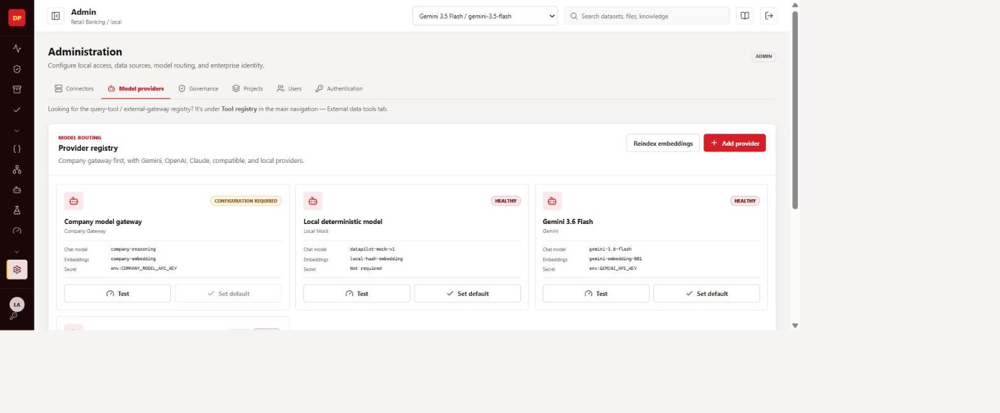 DP
Admin
Retail Banking / local
Gemini 3.5 Flash / gemini-3.5-flash
Search datasets, files, knowledge
Administration
Configure local access, data sources, model routing, and enterprise identity.
ADMIN
Connectors
Model providers
Governance
Projects
Users
Authentication
Looking for the query-tool / external-gateway registry? It's under Tool registry in the main navigation — External data tools tab.
MODEL ROUTING
Provider registry
Company gateway first, with Gemini, OpenAI, Claude, compatible, and local providers.
Reindex embeddings
Add provider
CONFIGURATION REQUIRED
Company model gateway
Company Gateway
Chat model company-reasoning
Embeddings company-embedding
Secret env:COMPANY_MODEL_API_KEY
Test
Set default
HEALTHY
Local deterministic model
Local Mock
Chat model datapilot-mock-v1
Embeddings local-hash-embedding
Secret Not required
Test
Set default
HEALTHY
Gemini 3.6 Flash
Gemini
Chat model gemini-3.6-flash
Embeddings gemini-embedding-001
Secret env:GEMINI_API_KEY
Test
Set default
LA